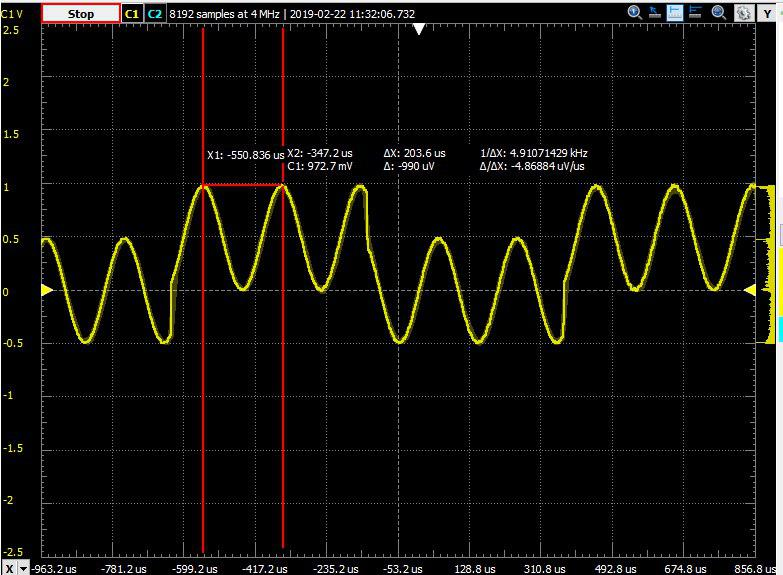 C1 V Stop C1 C2 8192 samples at 4 MHz | 2019-02-22 11:32:06.732 Y
2.5
2
1.5
X1: -550.836 us X2: -347.2 us ΔX: 203.6 us 1/ΔX: 4.91071429 kHz
C1: 972.7 mV Δ: -990 uV Δ/ΔX: -4.86884 uV/us
1
0.5
0
-0.5
-1
-1.5
-2
-2.5
X -963.2 us -781.2 us -599.2 us -417.2 us -235.2 us -53.2 us 128.8 us 310.8 us 492.8 us 674.8 us 856.8 us